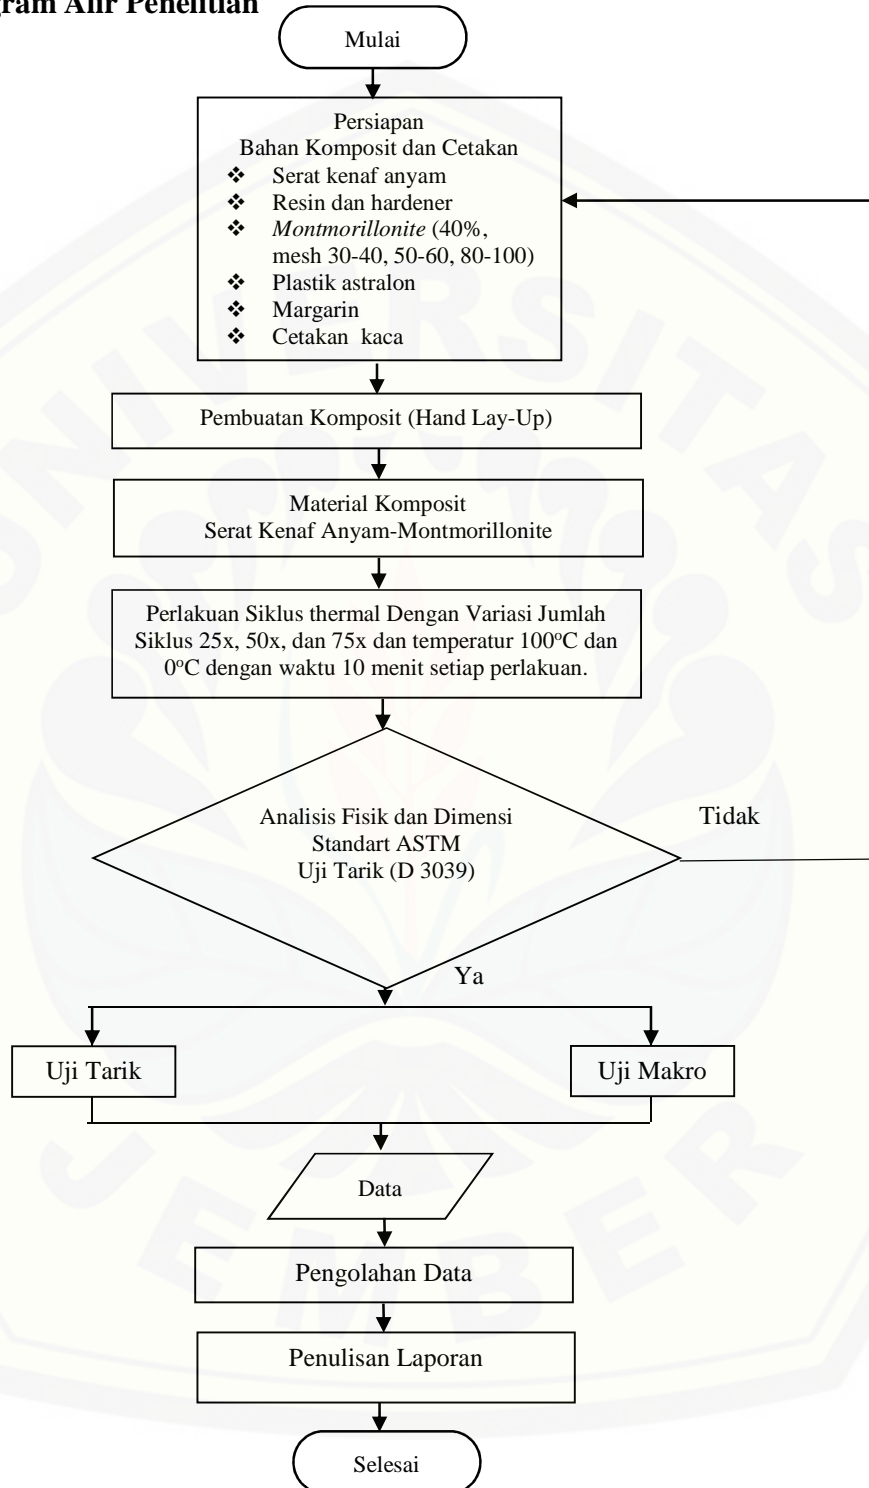 gram Alir Penelitian
Mulai
Persiapan
Bahan Komposit dan Cetakan
❖ Serat kenaf anyam
❖ Resin dan hardener
❖ Montmorillonite (40%,
mesh 30-40, 50-60, 80-100)
❖ Plastik astralon
❖ Margarin
❖ Cetakan kaca
Pembuatan Komposit (Hand Lay-Up)
Material Komposit
Serat Kenaf Anyam-Montmorillonite
Perlakuan Siklus thermal Dengan Variasi Jumlah
Siklus 25x, 50x, dan 75x dan temperatur 100°C dan
0°C dengan waktu 10 menit setiap perlakuan.
Analisis Fisik dan Dimensi
Standart ASTM
Uji Tarik (D 3039)
Tidak
Ya
Uji Tarik
Uji Makro
Data
Pengolahan Data
Penulisan Laporan
Selesai
UNIVERSITAS
JEMBER